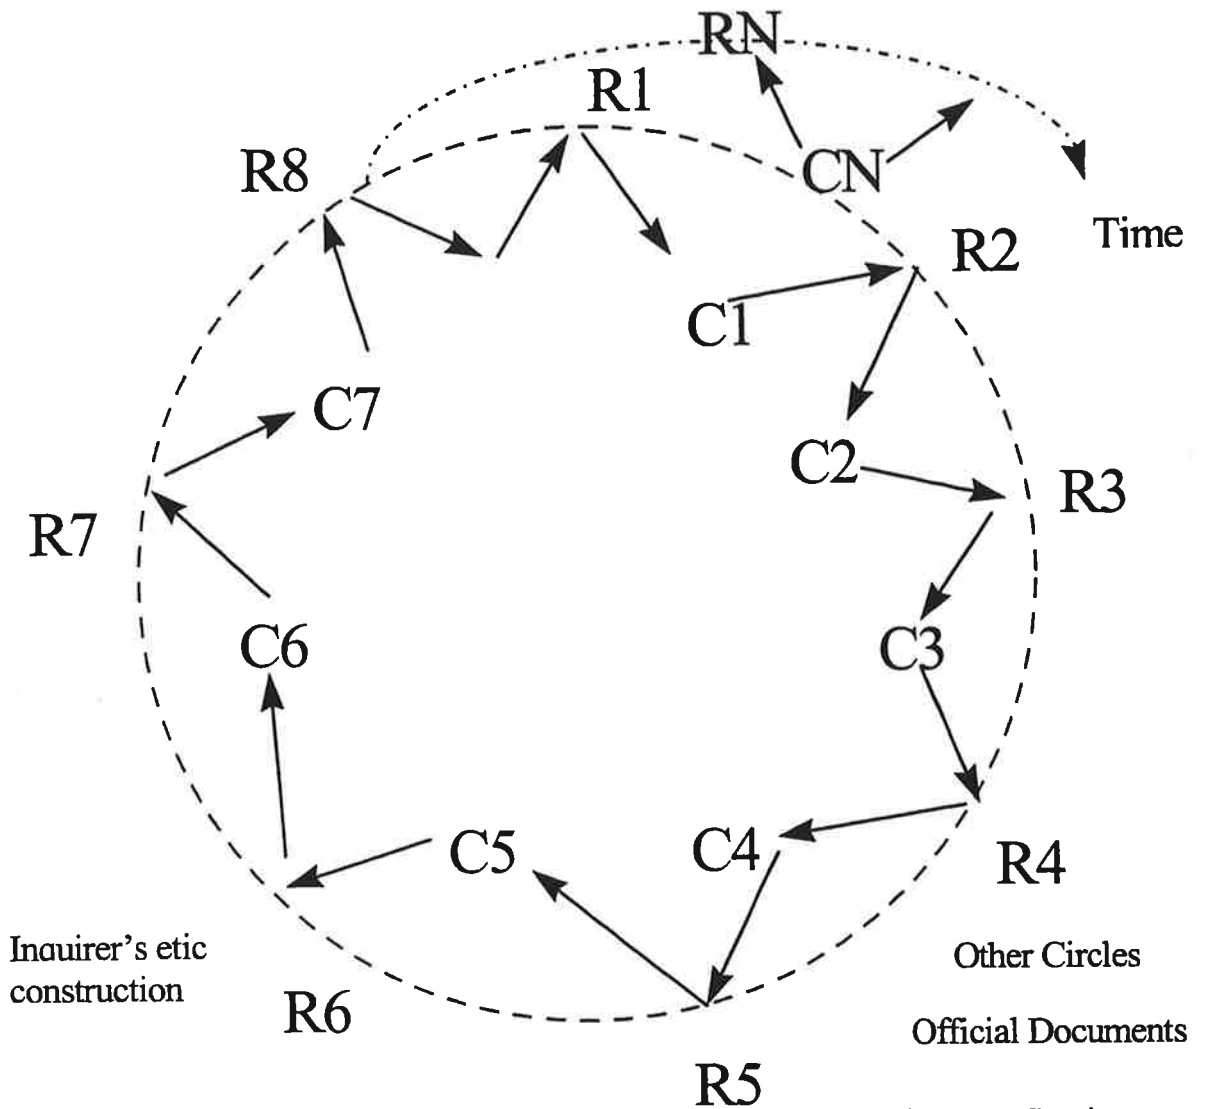 RN
R1
R8
CN
Time
R2
C1
C7
C2
R3
R7
C6
C3
C5
C4
R4
Inquirer's etic
construction
Other Circles
R6
Official Documents
R5